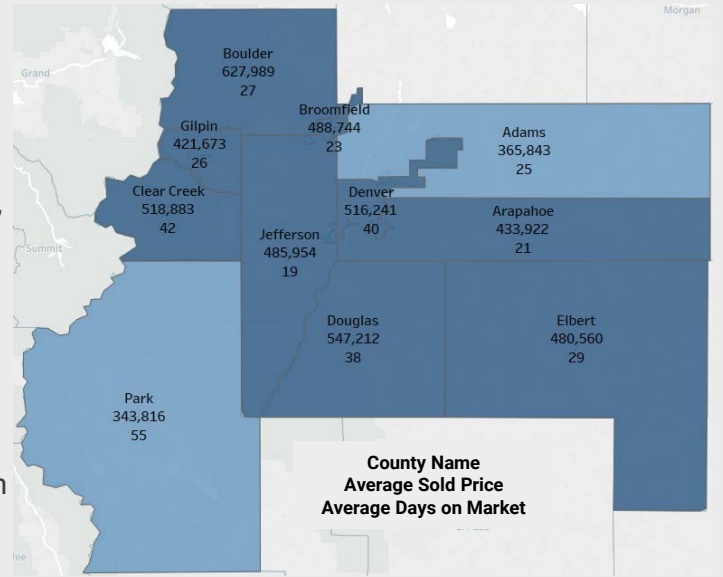 Morgan
Grand
Boulder
627,989
27
Broomfield
488,744
23
Gilpin
421,673
26
Adams
365,843
25
Clear Creek
518,883
42
Denver
516,241
40
Arapahoe
433,922
21
Summit
Jefferson
485,954
19
Douglas
547,212
38
Elbert
480,560
29
Park
343,816
55
County Name
Average Sold Price
Average Days on Market